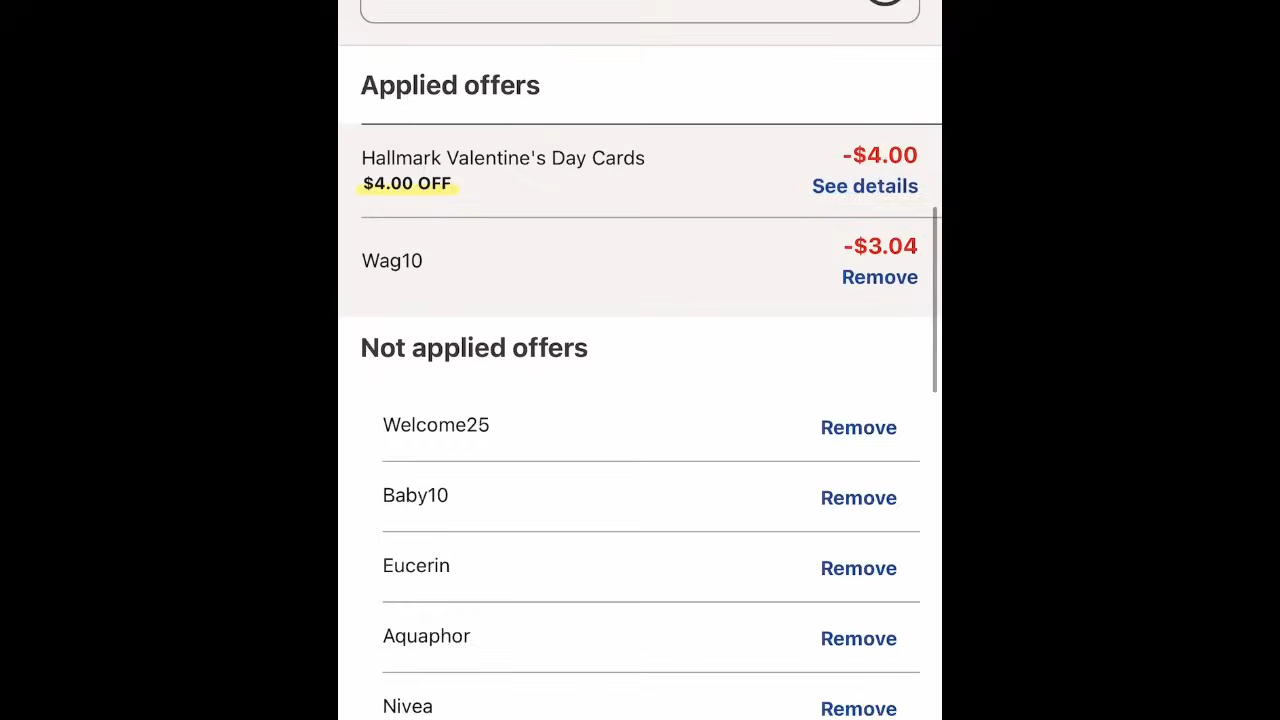 Applied offers
Hallmark Valentine's Day Cards
-$4.00
$4.00 OFF
See details
Wag10
-$3.04
Remove
Not applied offers
Welcome25
Remove
Baby10
Remove
Eucerin
Remove
Aquaphor
Remove
Nivea
Remove